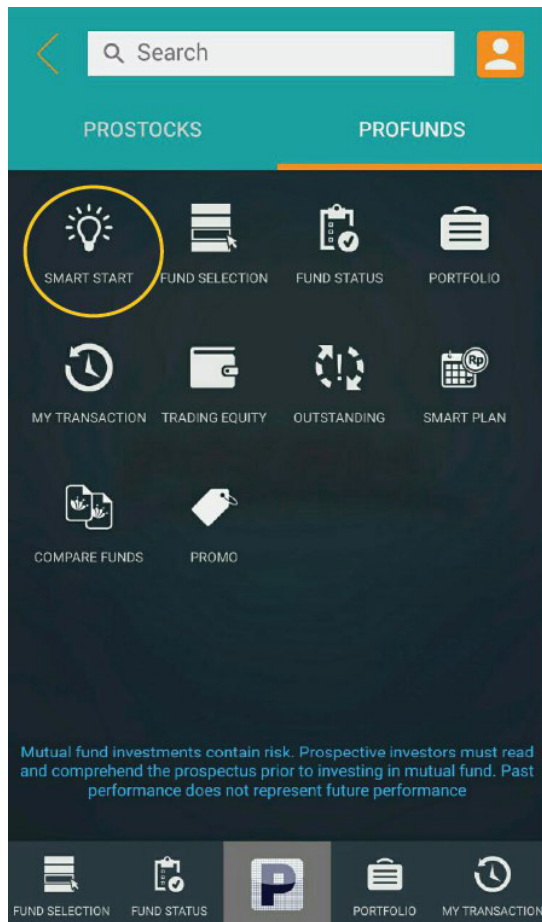 Search
PROSTOCKS PROFUNDS
SMART START FUND SELECTION FUND STATUS PORTFOLIO
Rp
MY TRANSACTION TRADING EQUITY OUTSTANDING SMART PLAN
COMPARE FUNDS PROMO
Mutual fund investments contain risk. Prospective investors must read
and comprehend the prospectus prior to investing in mutual fund. Past
performance does not represent future performance
P
FUND SELECTION FUND STATUS PORTFOLIO MY TRANSACTION